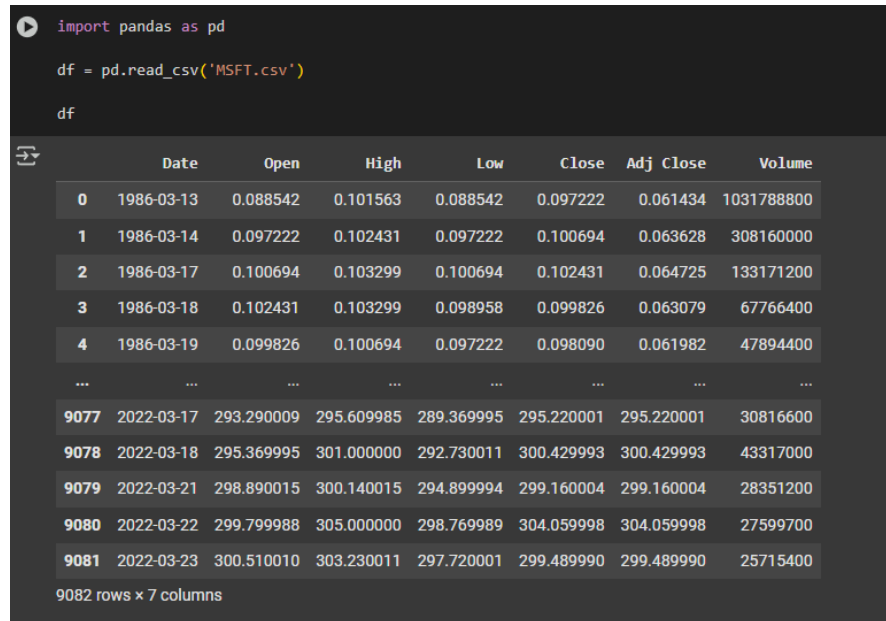 import pandas as pd
df = pd.read_csv('MSFT.csv')
df
Date Open High Low Close Adj Close Volume
0 1986-03-13 0.088542 0.101563 0.088542 0.097222 0.061434 1031788800
1 1986-03-14 0.097222 0.102431 0.097222 0.100694 0.063628 308160000
2 1986-03-17 0.100694 0.103299 0.100694 0.102431 0.064725 133171200
3 1986-03-18 0.102431 0.103299 0.098958 0.099826 0.063079 67766400
4 1986-03-19 0.099826 0.100694 0.097222 0.098090 0.061982 47894400
... ... ... ... ... ... ... ...
9077 2022-03-17 293.290009 295.609985 289.369995 295.220001 295.220001 30816600
9078 2022-03-18 295.369995 301.000000 292.730011 300.429993 300.429993 43317000
9079 2022-03-21 298.890015 300.140015 294.899994 299.160004 299.160004 28351200
9080 2022-03-22 299.799988 305.000000 298.769989 304.059998 304.059998 27599700
9081 2022-03-23 300.510010 303.230011 297.720001 299.489990 299.489990 25715400
9082 rows × 7 columns